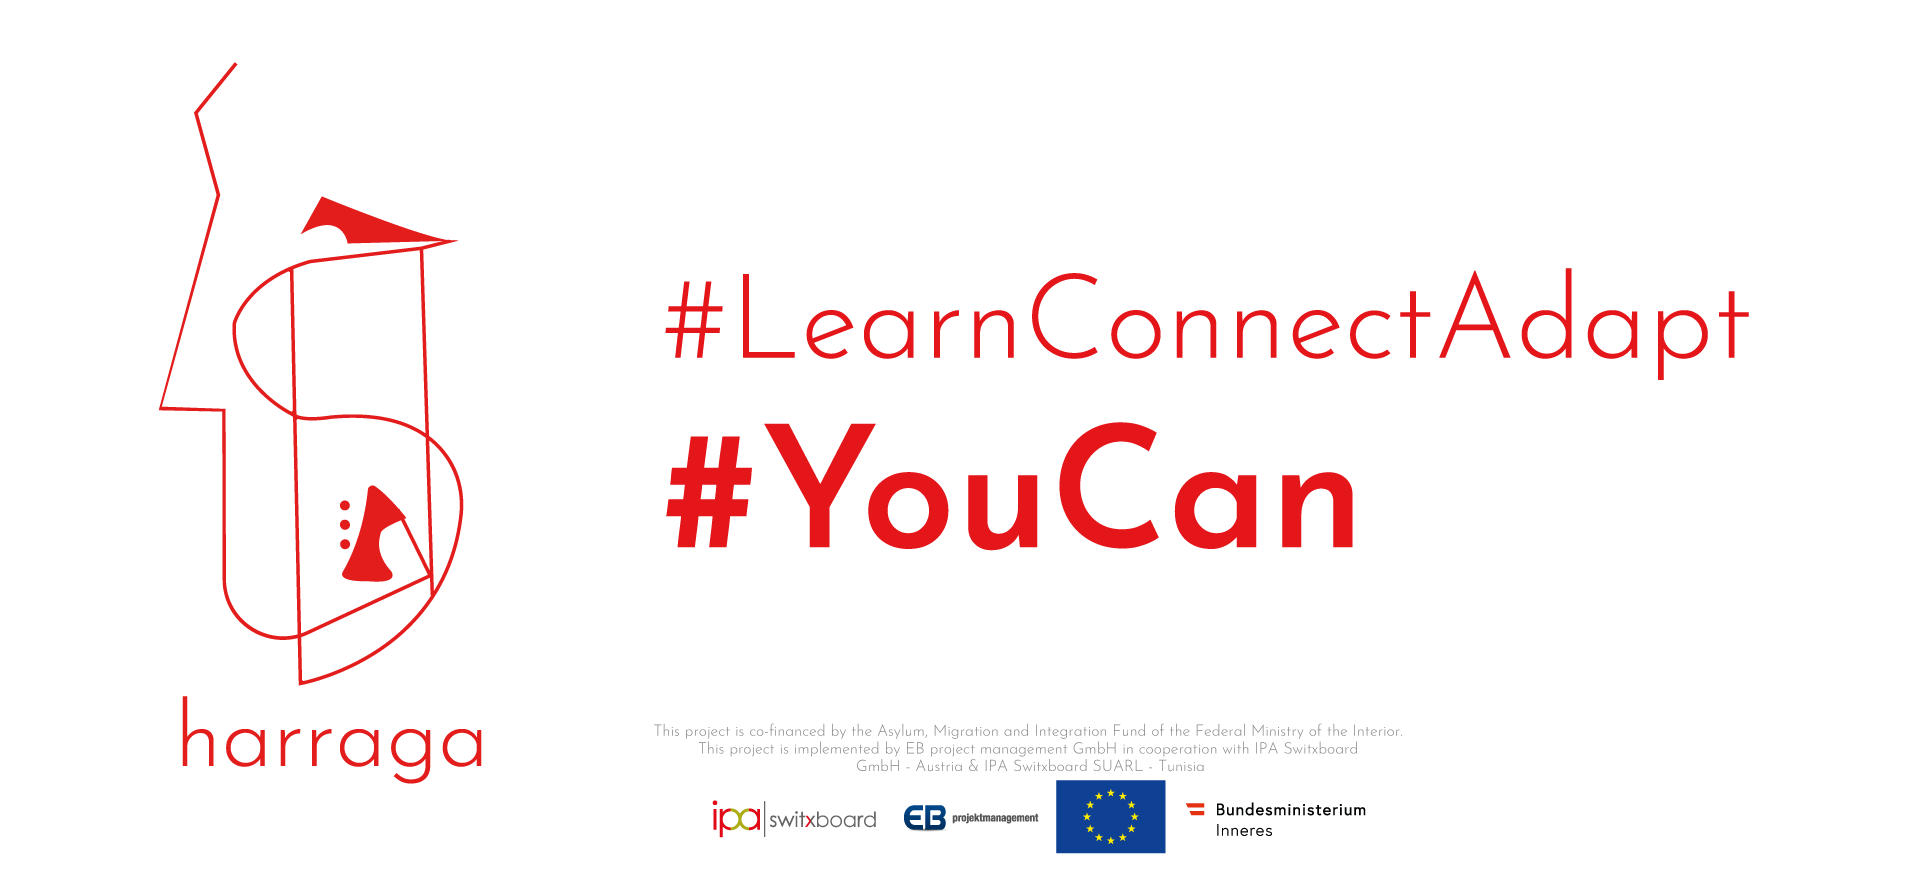 #LearnConnectAdapt
#YouCan
harraga
This project is co-financed by the Asylum, Migration and Integration Fund of the Federal Ministry of the Interior.
This project is implemented by EB project management GmbH in cooperation with IPA Switxboard
GmbH - Austria & IPA Switxboard SUARL - Tunisia
ipa switxboard
EB projektmanagement
Bundesministerium
Inneres